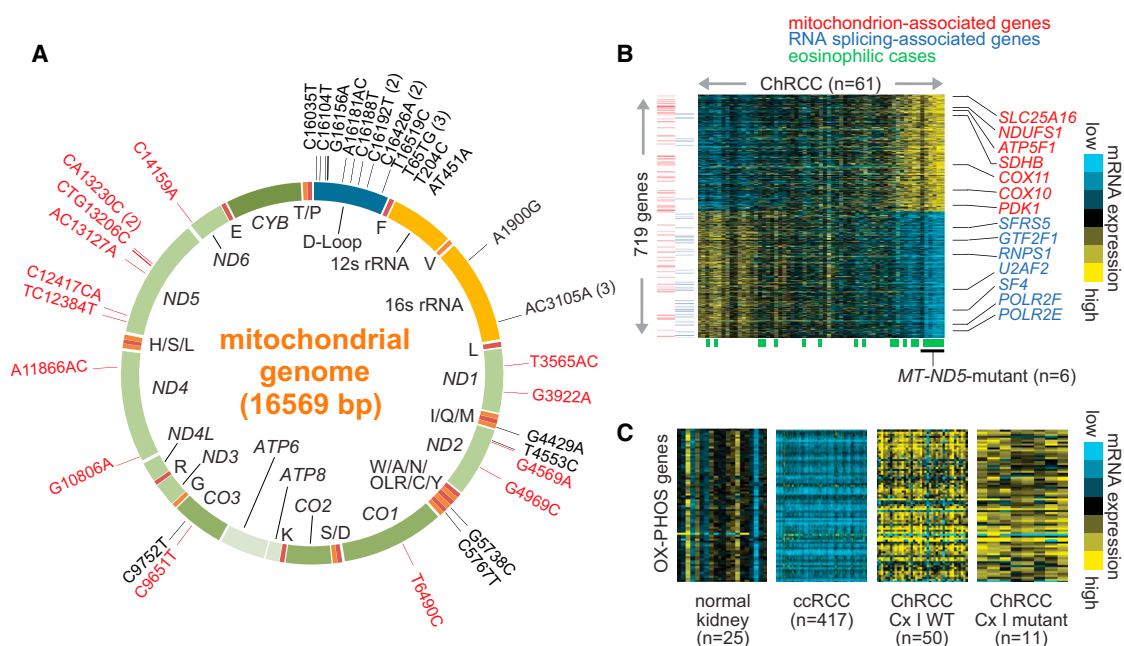 A
C16035T
C16104T
G16156A
A16181AC
C16188T
C16192T (2)
C16426A (2)
T16519C
T65TG (3)
T204C
AT451A
A1900G
AC3105A (3)
T3565AC
G3922A
G4429A
T4553C
G4569A
G4969C
G5738C
C5767T
T6490C
C9651T
C9752T
G10806A
A11866AC
TC12384T
C12417CA
AC13127A
CTG13206C
CA13230C (2)
C14159A
T/P
D-Loop
F
12s rRNA
V
16s rRNA
L
ND1
I/Q/M
ND2
W/A/N/
OLR/C/Y
CO1
S/D
CO2
K
ATP8
ATP6
CO3
G
ND3
R
ND4L
ND4
H/S/L
ND5
ND6
E
CYB
mitochondrial
genome
(16569 bp)
mitochondrion-associated genes
RNA splicing-associated genes
eosinophilic cases
B
ChRCC (n=61)
719 genes
SLC25A16
NDUFS1
ATP5F1
SDHB
COX11
COX10
PDK1
SFRS5
GTF2F1
RNPS1
U2AF2
SF4
POLR2F
POLR2E
low
mRNA expression
high
MT-ND5-mutant (n=6)
C
OX-PHOS genes
normal
kidney
(n=25)
ccRCC
(n=417)
ChRCC
Cx I WT
(n=50)
ChRCC
Cx I mutant
(n=11)
low
mRNA expression
high